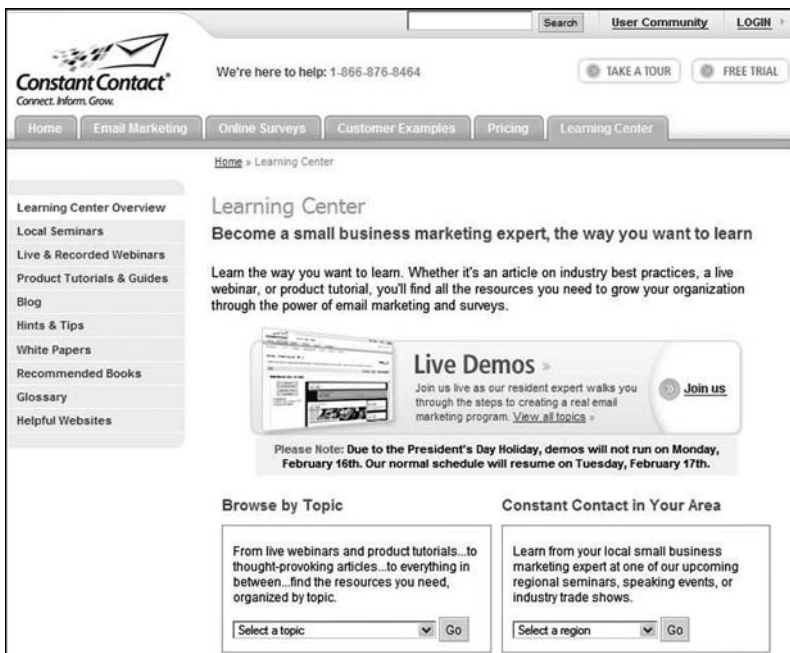 Search
User Community
LOGIN
Constant Contact®
Connect. Inform. Grow.
We're here to help: 1-866-876-8464
TAKE A TOUR
FREE TRIAL
Home
Email Marketing
Online Surveys
Customer Examples
Pricing
Learning Center
Home » Learning Center
Learning Center Overview
Local Seminars
Live & Recorded Webinars
Product Tutorials & Guides
Blog
Hints & Tips
White Papers
Recommended Books
Glossary
Helpful Websites
Learning Center
Become a small business marketing expert, the way you want to learn
Learn the way you want to learn. Whether it's an article on industry best practices, a live
webinar, or product tutorial, you'll find all the resources you need to grow your organization
through the power of email marketing and surveys.
Live Demos »
Join us live as our resident expert walks you
through the steps to creating a real email
marketing program. View all topics »
Join us
Please Note: Due to the President's Day Holiday, demos will not run on Monday,
February 16th. Our normal schedule will resume on Tuesday, February 17th.
Browse by Topic
From live webinars and product tutorials...to
thought-provoking articles...to everything in
between...find the resources you need,
organized by topic.
Select a topic
Go
Constant Contact in Your Area
Learn from your local small business
marketing expert at one of our upcoming
regional seminars, speaking events, or
industry trade shows.
Select a region
Go